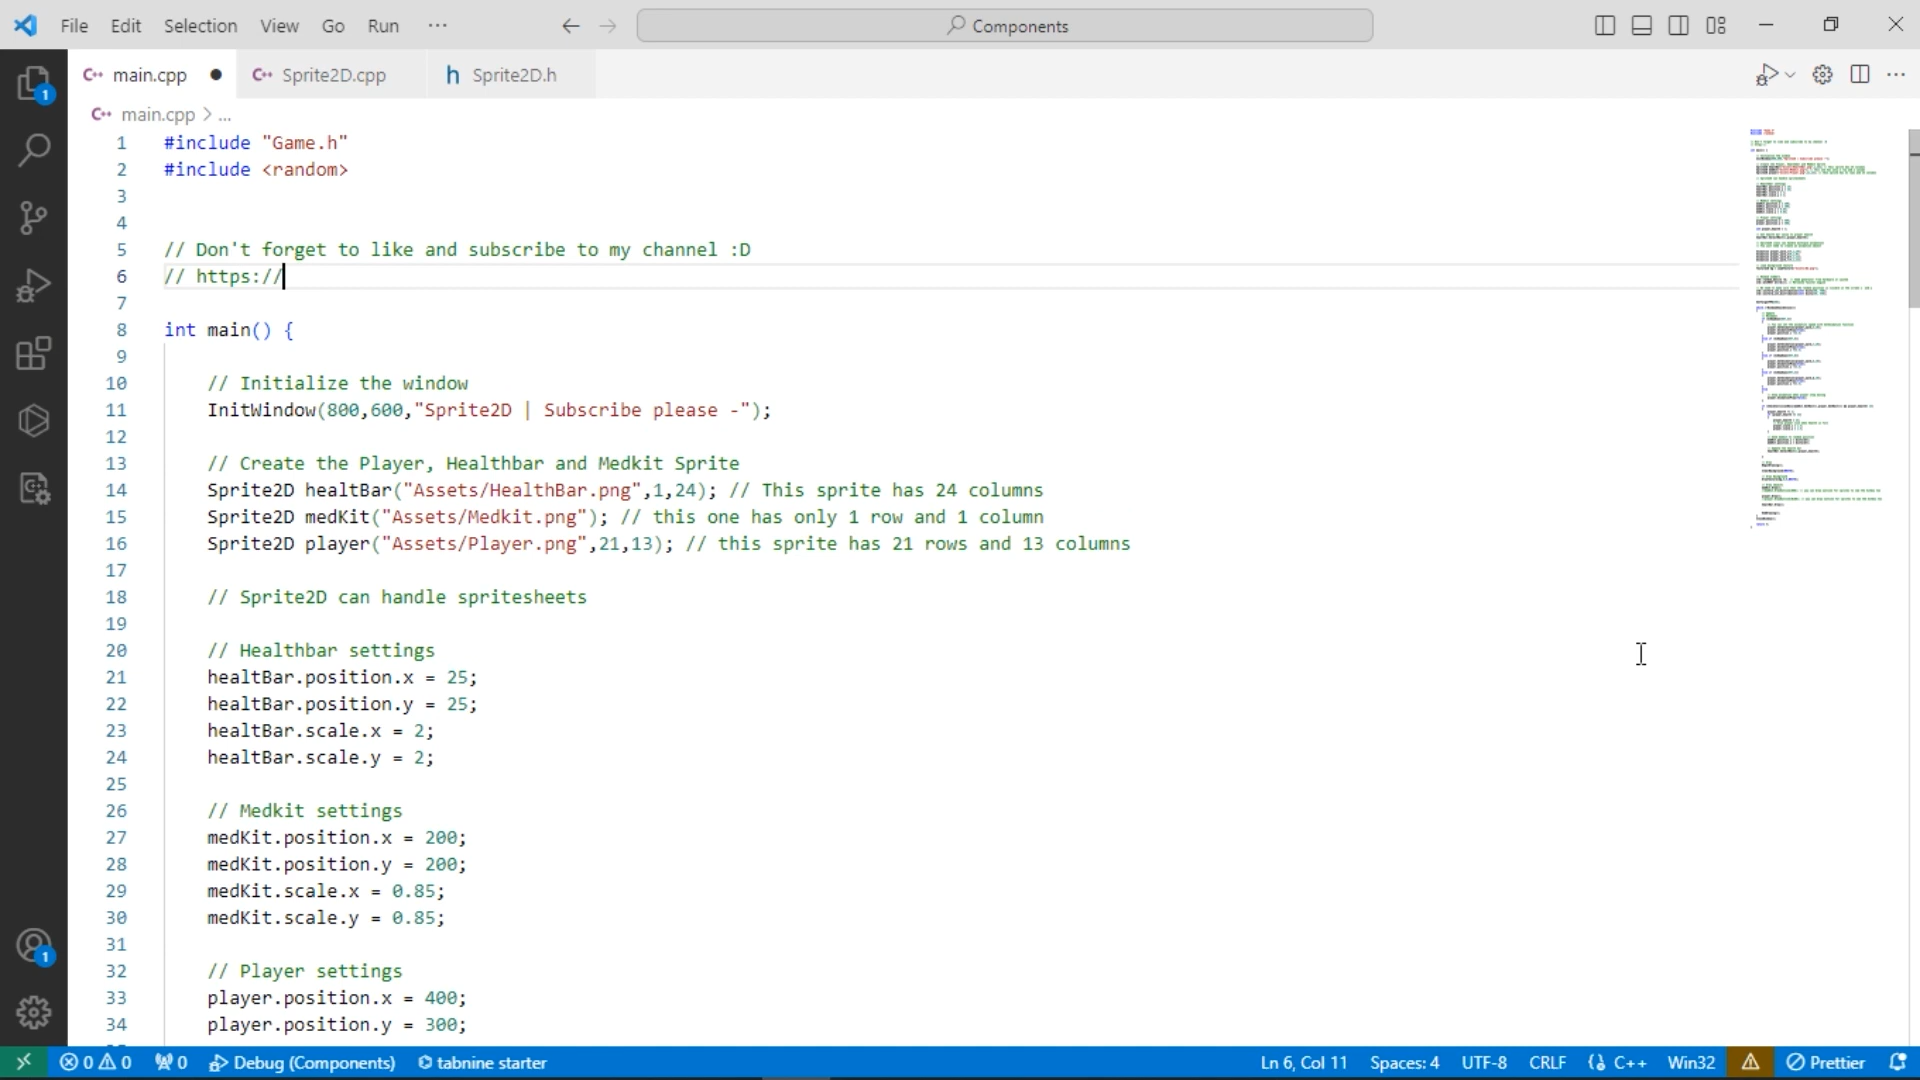 File Edit Selection View Go Run ··· Components
main.cpp Sprite2D.cpp h Sprite2D.h
main.cpp > ...
1 #include "Game.h"
2 #include <random>
3
4
5 // Don't forget to like and subscribe to my channel :D
6 // https://
7
8 int main() {
9
10 // Initialize the window
11 InitWindow(800,600,"Sprite2D | Subscribe please -");
12
13 // Create the Player, Healthbar and Medkit Sprite
14 Sprite2D healtBar("Assets/HealthBar.png",1,24); // This sprite has 24 columns
15 Sprite2D medKit("Assets/Medkit.png"); // this one has only 1 row and 1 column
16 Sprite2D player("Assets/Player.png",21,13); // this sprite has 21 rows and 13 columns
17
18 // Sprite2D can handle spritesheets
19
20 // Healthbar settings
21 healtBar.position.x = 25;
22 healtBar.position.y = 25;
23 healtBar.scale.x = 2;
24 healtBar.scale.y = 2;
25
26 // Medkit settings
27 medKit.position.x = 200;
28 medKit.position.y = 200;
29 medKit.scale.x = 0.85;
30 medKit.scale.y = 0.85;
31
32 // Player settings
33 player.position.x = 400;
34 player.position.y = 300;
1
1
0 0 0 Debug (Components) tabnine starter Ln 6, Col 11 Spaces: 4 UTF-8 CRLF C++ Win32 Prettier